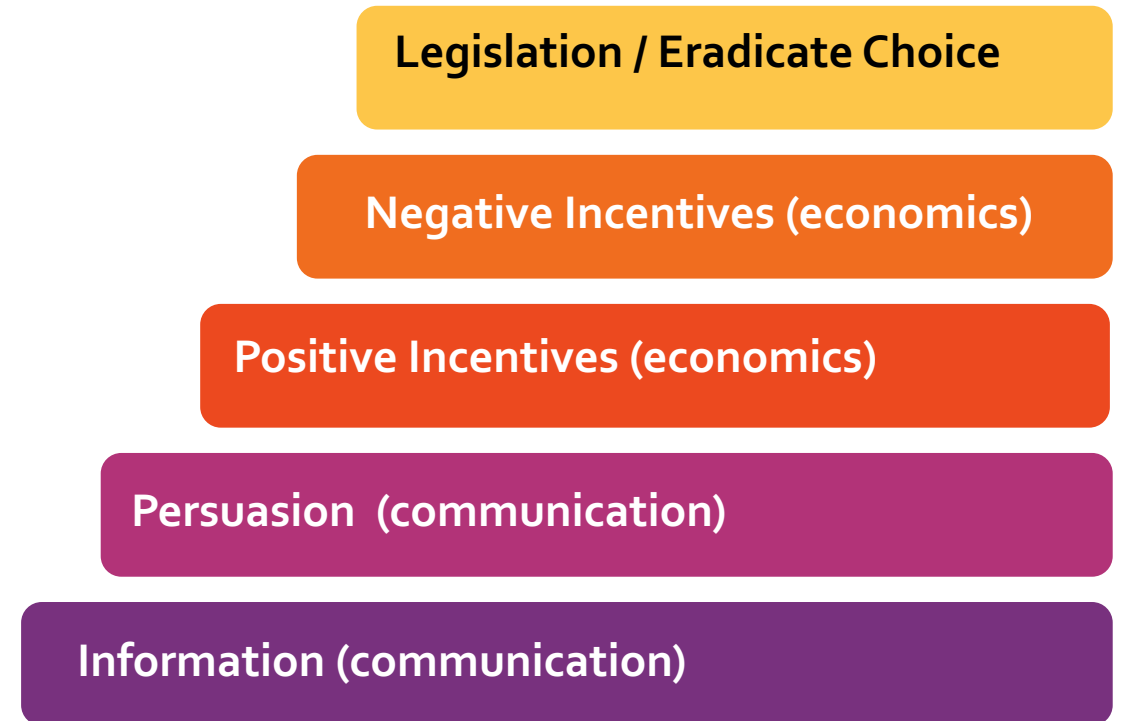 Legislation / Eradicate Choice
Negative Incentives (economics)
Positive Incentives (economics)
Persuasion (communication)
Information (communication)